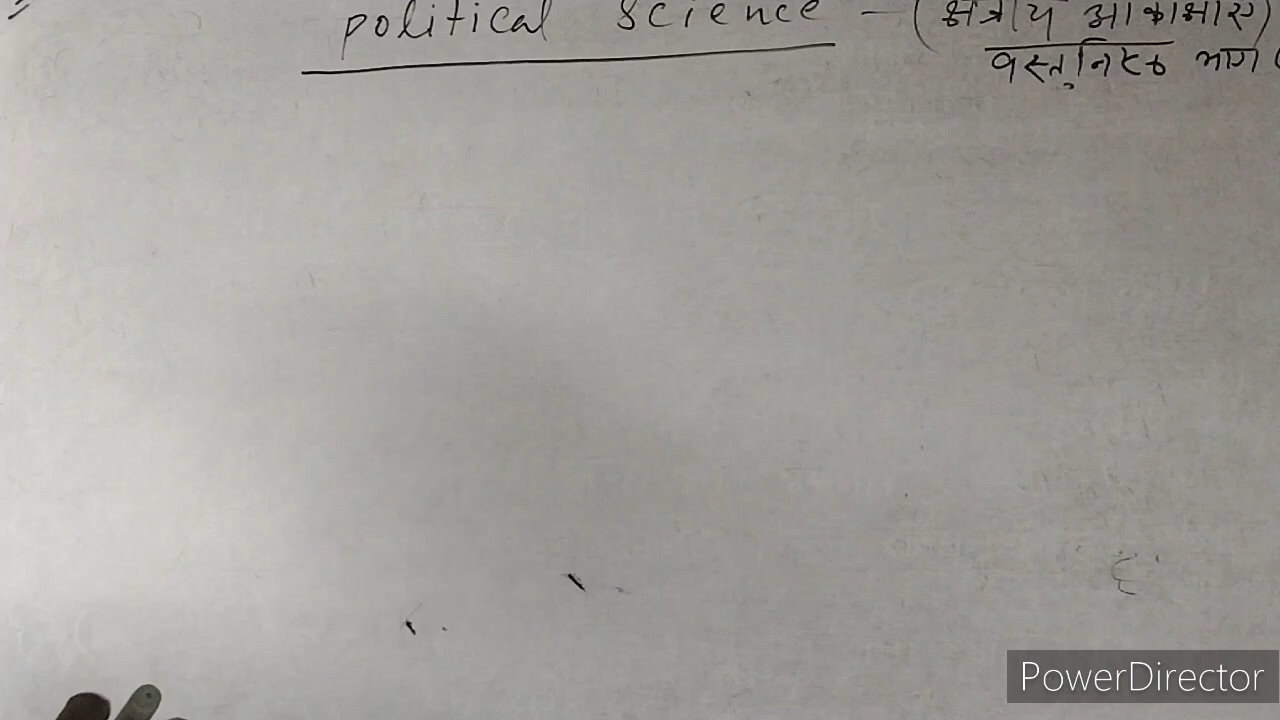 political Science - (क्षेत्रीय आकांक्षाएं)
वस्तुनिष्ठ भाग (
PowerDirector